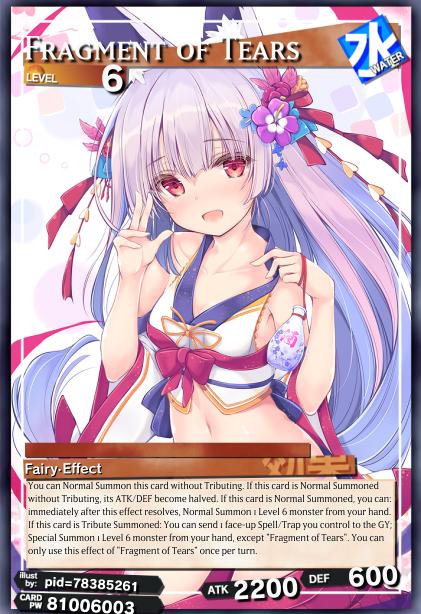 FRAGMENT OF TEARS
水
WATER
LEVEL 6
Fairy·Effect
You can Normal Summon this card without Tributing. If this card is Normal Summoned
without Tributing, its ATK/DEF become halved. If this card is Normal Summoned, you can:
immediately after this effect resolves, Normal Summon 1 Level 6 monster from your hand.
If this card is Tribute Summoned: You can send 1 face-up Spell/Trap you control to the GY;
Special Summon 1 Level 6 monster from your hand, except "Fragment of Tears". You can
only use this effect of "Fragment of Tears" once per turn.
illust by: pid=78385261
ATK 2200 DEF 600
CARD PW 81006003